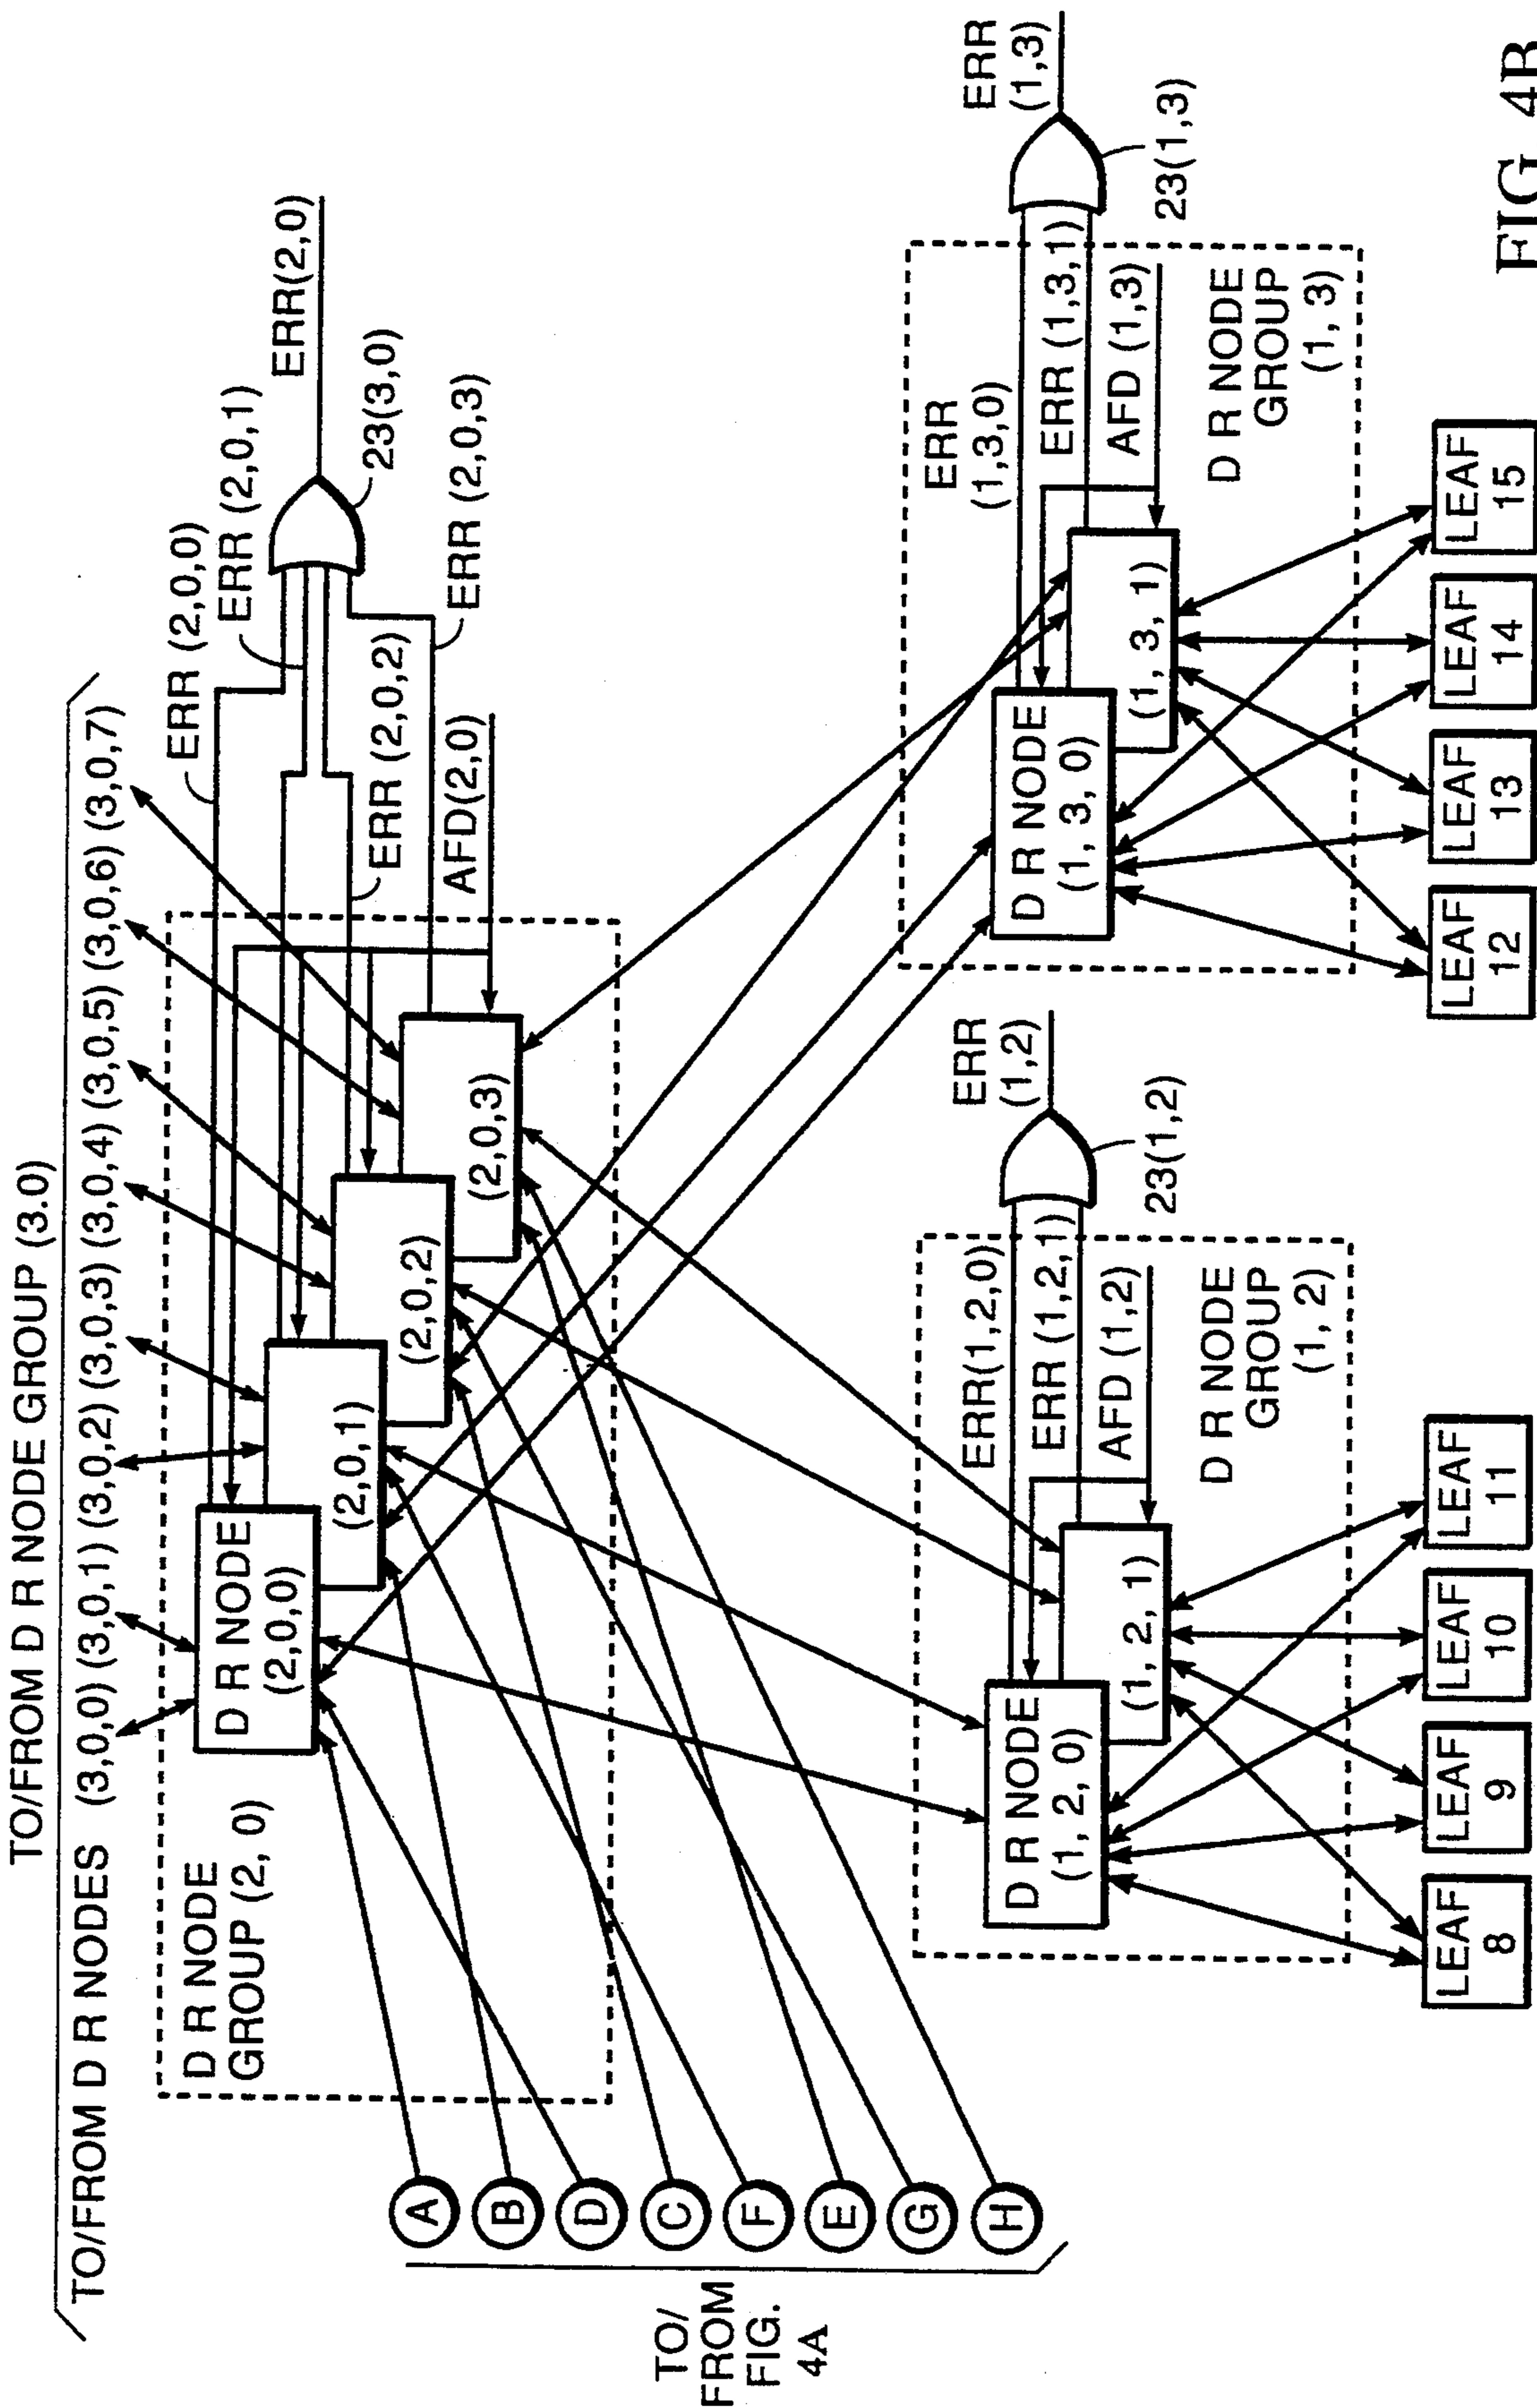 TO/FROM D R NODE GROUP (3.0)
TO/FROM D R NODES (3,0,0) (3,0,1) (3,0,2) (3,0,3) (3,0,4) (3,0,5) (3,0,6) (3,0,7)
D R NODE
GROUP (2, 0)
D R NODE
(2,0,0)
(2,0,1)
(2,0,2)
(2,0,3)
ERR (2,0,0)
ERR (2,0,1)
ERR (2,0,2)
ERR (2,0,3)
AFD(2,0)
23(3,0)
ERR(2,0)
A
B
D
C
F
E
G
H
TO/
FROM
FIG.
4A
D R NODE
(1, 2, 0)
(1, 2, 1)
ERR(1,2,0)
ERR (1,2,1)
AFD (1,2)
D R NODE
GROUP
(1, 2)
23(1,2)
ERR
(1,2)
LEAF
8
LEAF
9
LEAF
10
LEAF
11
D R NODE
(1, 3, 0)
(1, 3, 1)
ERR
(1,3,0)
ERR (1,3,1)
AFD (1,3)
D R NODE
GROUP
(1, 3)
23(1,3)
ERR
(1,3)
LEAF
12
LEAF
13
LEAF
14
LEAF
15
FIG. 4B